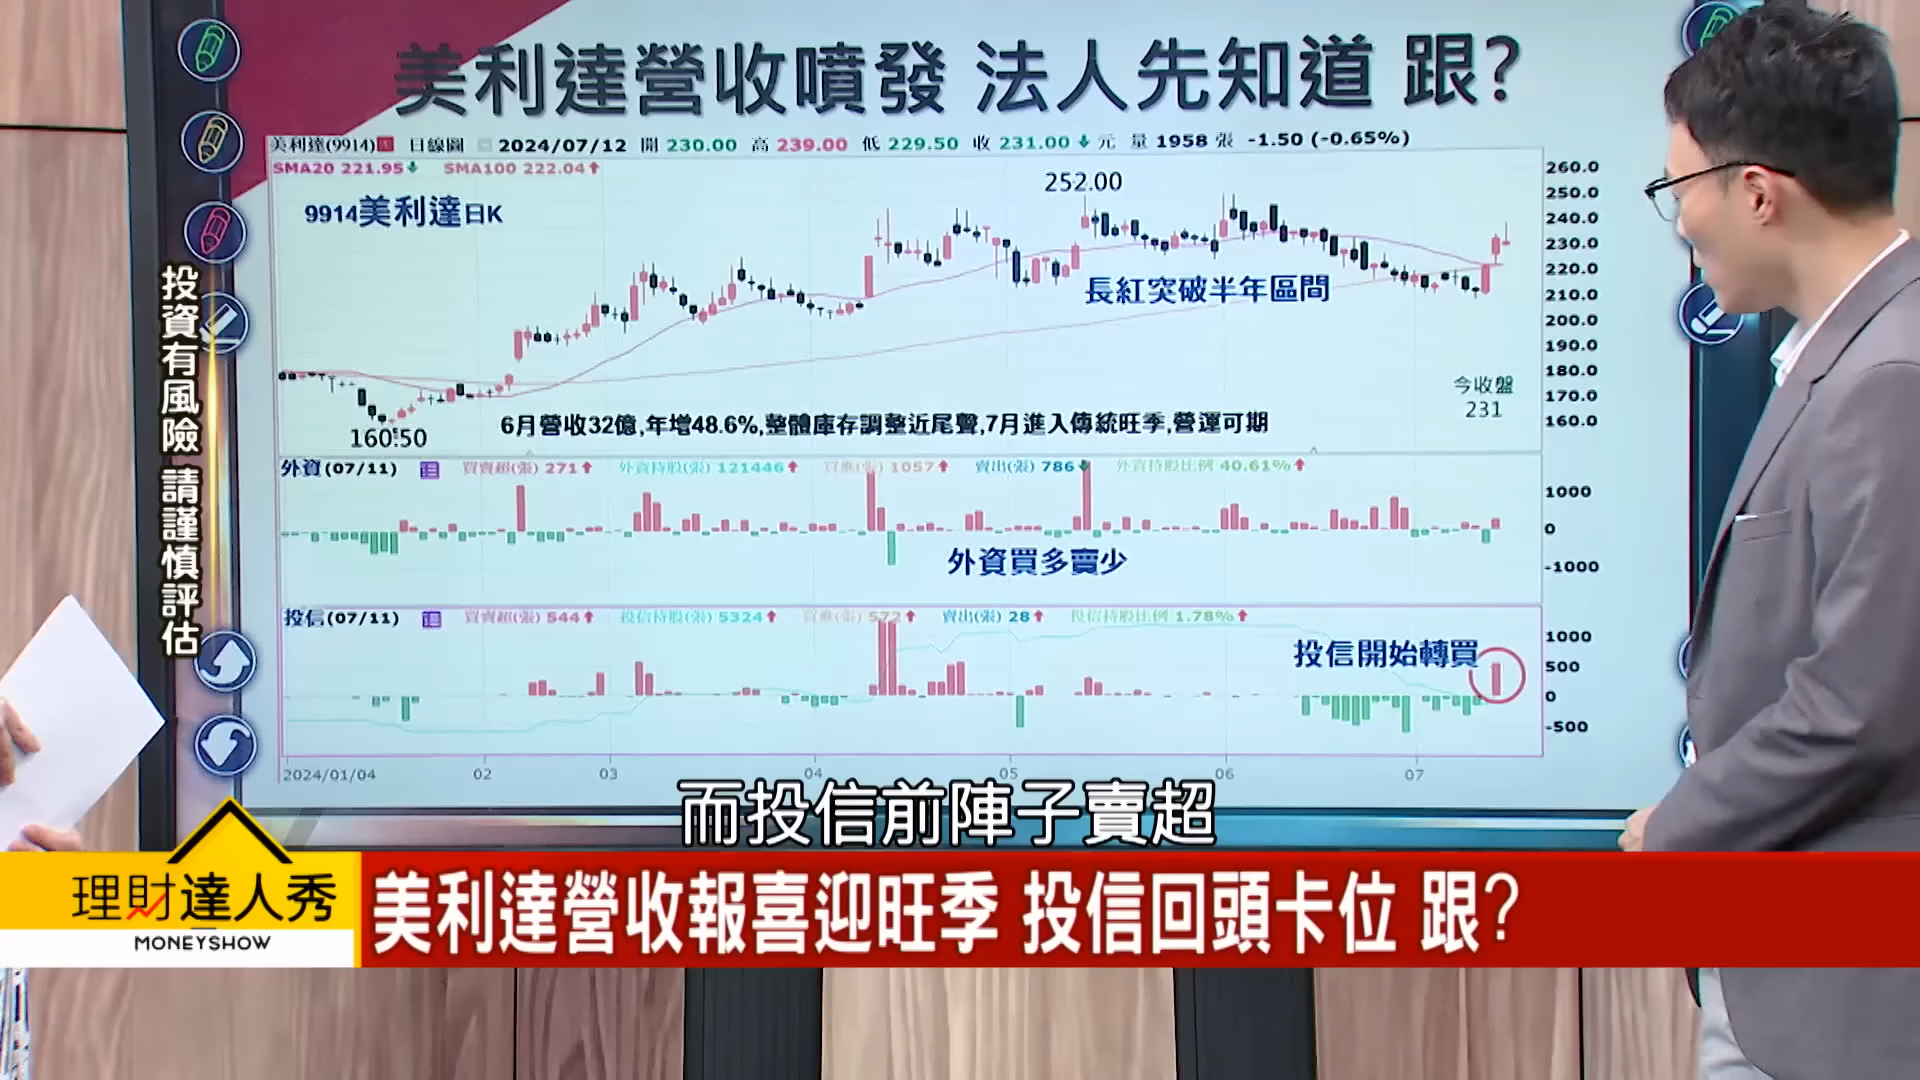 美利達營收噴發 法人先知道 跟?
美利達(9914) 日線圖 2024/07/12 開 230.00 高 239.00 低 229.50 收 231.00 元 量 1958 張 -1.50 (-0.65%)
SMA20 221.95 SMA100 222.04
9914美利達日K
252.00
260.0
250.0
240.0
230.0
220.0
210.0
200.0
190.0
180.0
170.0
160.0
長紅突破半年區間
今收盤
231
160.50
6月營收32億,年增48.6%,整體庫存調整近尾聲,7月進入傳統旺季,營運可期
外資(07/11) 買賣超(張) 271 外資持股(張) 121446 買進(張) 1057 賣出(張) 786 外資持股比例 40.61%
1000
0
-1000
外資買多賣少
投信(07/11) 買賣超(張) 544 投信持股(張) 5324 買進(張) 572 賣出(張) 28 投信持股比例 1.78%
投信開始轉買
1000
500
0
-500
2024/01/04 02 03 04 05 06 07
投資有風險 請謹慎評估
而投信前陣子賣超
理財達人秀
MONEYSHOW
美利達營收報喜迎旺季 投信回頭卡位 跟?